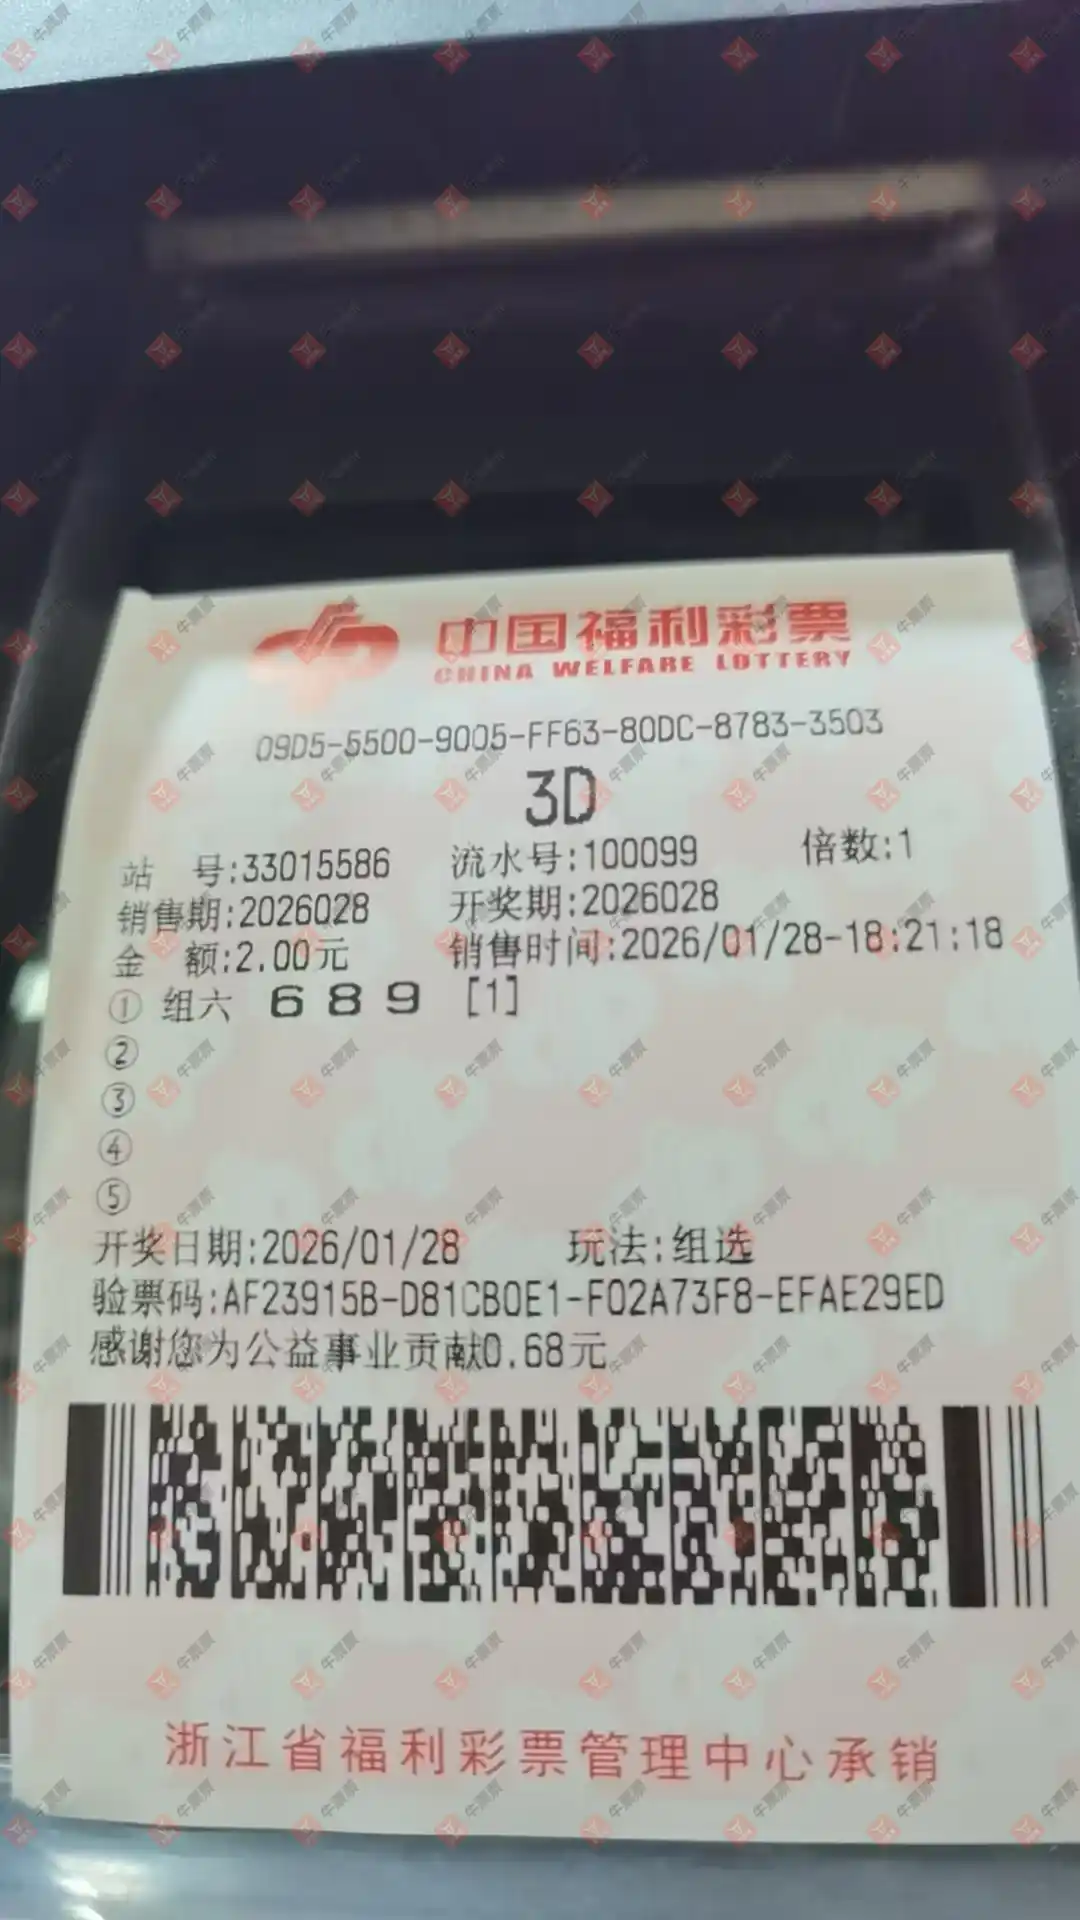 中国福利彩票
CHINA WELFARE LOTTERY
09D5-5500-9005-FF63-80DC-8783-3503
3D
站 号:33015586 流水号:100099 倍数:1
销售期:2026028 开奖期:2026028
金 额:2.00元 销售时间:2026/01/28-18:21:18
① 组六 6 8 9 [1]
②
③
④
⑤
开奖日期:2026/01/28 玩法:组选
验票码:AF23915B-D81CB0E1-F02A73F8-EFAE29ED
感谢您为公益事业贡献0.68元
浙江省福利彩票管理中心承销
牛票票